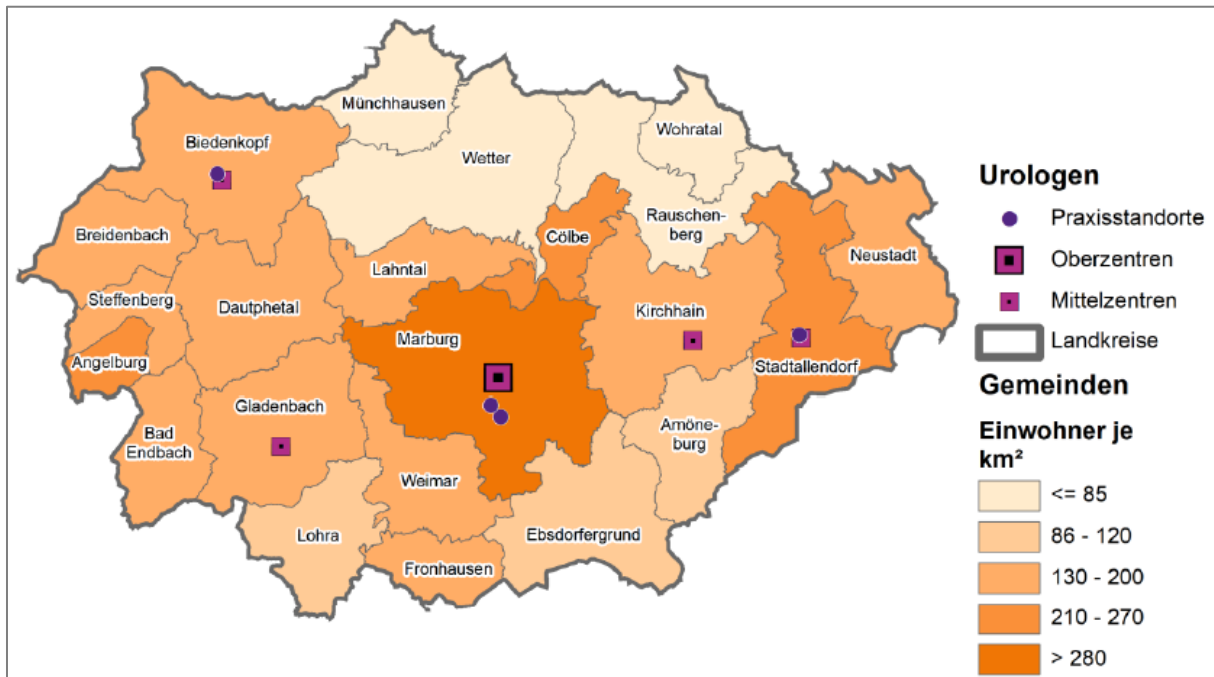 Münchhausen
Wohratal
Biedenkopf
Wetter
Rauschen-
berg
Breidenbach
Cölbe
Neustadt
Lahntal
Steffenberg
Dautphetal
Kirchhain
Marburg
Angelburg
Stadtallendorf
Gladenbach
Amöne-
burg
Bad
Endbach
Weimar
Lohra
Ebsdorfergrund
Fronhausen
Urologen
Praxisstandorte
Oberzentren
Mittelzentren
Landkreise
Gemeinden
Einwohner je
km²
<= 85
86 - 120
130 - 200
210 - 270
> 280